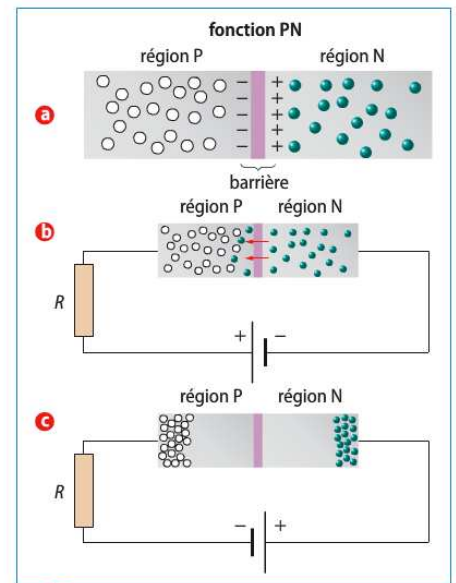 fonction PN
région P région N
a
− +
− +
− +
− +
− +
barrière
région P région N
b
R
+ −
région P région N
c
R
− +